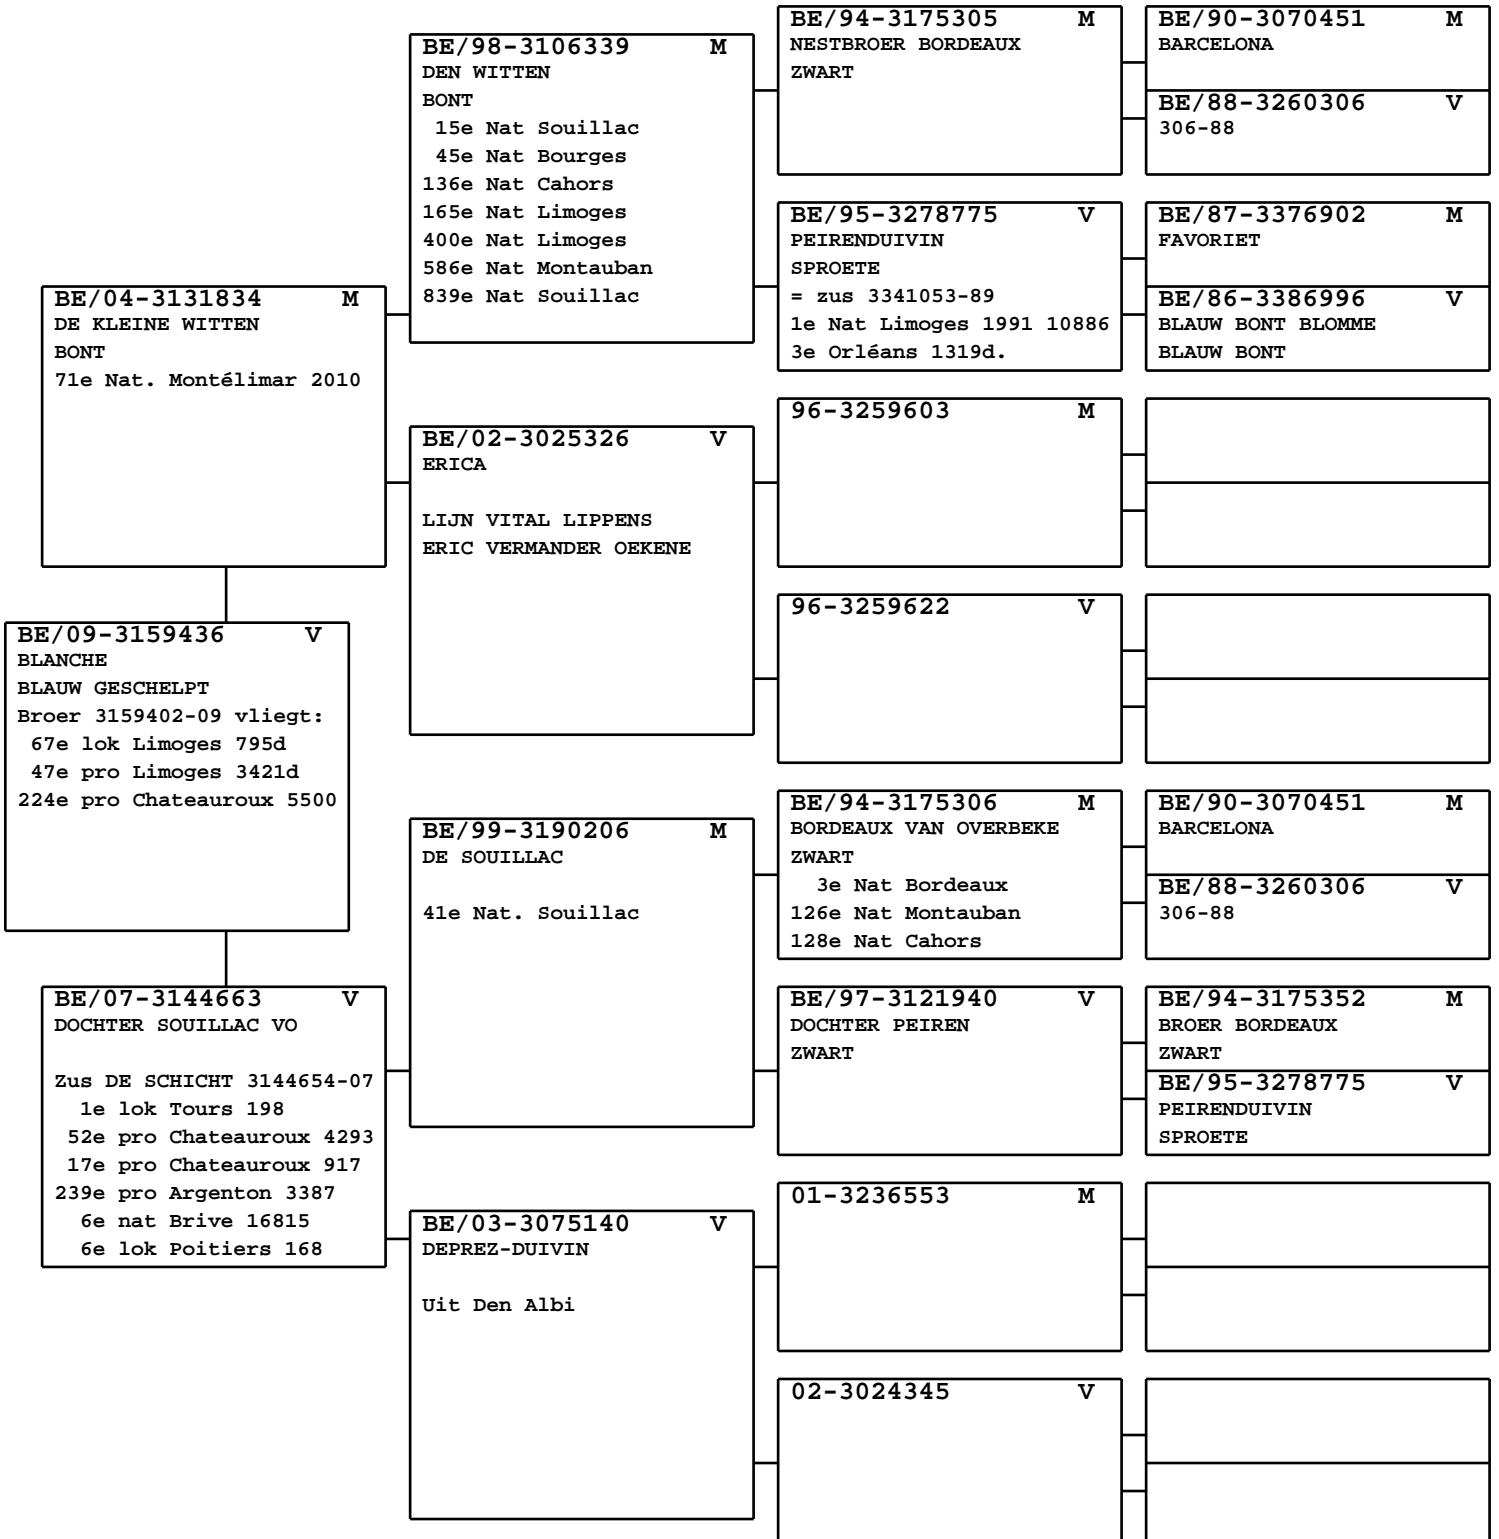 BE/09-3159436 V
BLANCHE
BLAUW GESCHELPT
Broer 3159402-09 vliegt:
67e lok Limoges 795d
47e pro Limoges 3421d
224e pro Chateauroux 5500
BE/04-3131834 M
DE KLEINE WITTEN
BONT
71e Nat. Montélimar 2010
BE/07-3144663 V
DOCHTER SOUILLAC VO
Zus DE SCHICHT 3144654-07
1e lok Tours 198
52e pro Chateauroux 4293
17e pro Chateauroux 917
239e pro Argenton 3387
6e nat Brive 16815
6e lok Poitiers 168
BE/98-3106339 M
DEN WITTEN
BONT
15e Nat Souillac
45e Nat Bourges
136e Nat Cahors
165e Nat Limoges
400e Nat Limoges
586e Nat Montauban
839e Nat Souillac
BE/02-3025326 V
ERICA
LIJN VITAL LIPPENS
ERIC VERMANDER OEKENE
BE/99-3190206 M
DE SOUILLAC
41e Nat. Souillac
BE/03-3075140 V
DEPREZ-DUIVIN
Uit Den Albi
BE/94-3175305 M
NESTBROER BORDEAUX
ZWART
BE/95-3278775 V
PEIRENDUIVIN
SPROETE
= zus 3341053-89
1e Nat Limoges 1991 10886
3e Orléans 1319d.
96-3259603 M
96-3259622 V
BE/94-3175306 M
BORDEAUX VAN OVERBEKE
ZWART
3e Nat Bordeaux
126e Nat Montauban
128e Nat Cahors
BE/97-3121940 V
DOCHTER PEIREN
ZWART
01-3236553 M
02-3024345 V
BE/90-3070451 M
BARCELONA
BE/88-3260306 V
306-88
BE/87-3376902 M
FAVORIET
BE/86-3386996 V
BLAUW BONT BLOMME
BLAUW BONT
BE/90-3070451 M
BARCELONA
BE/88-3260306 V
306-88
BE/94-3175352 M
BROER BORDEAUX
ZWART
BE/95-3278775 V
PEIRENDUIVIN
SPROETE